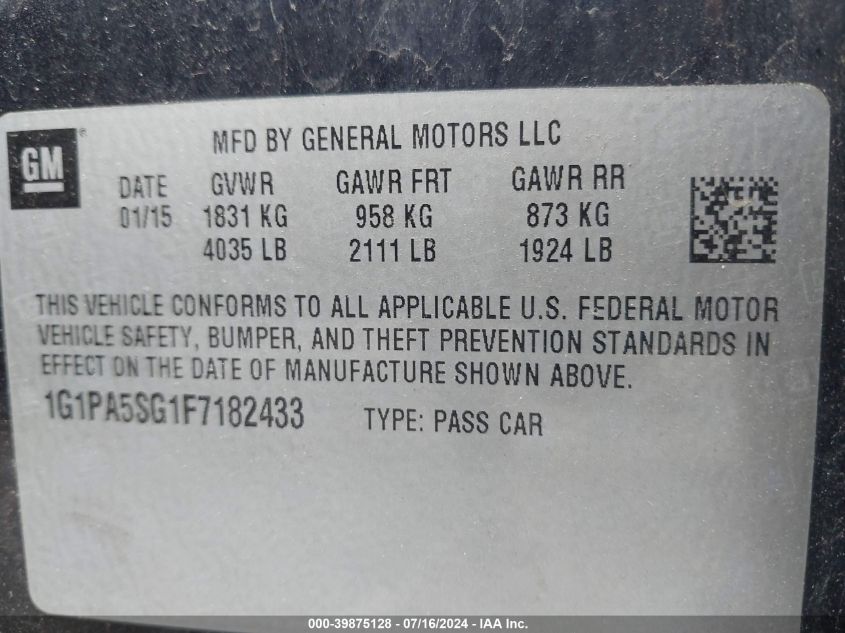 GM
MFD BY GENERAL MOTORS LLC
DATE GVWR GAWR FRT GAWR RR
01/15 1831 KG 958 KG 873 KG
4035 LB 2111 LB 1924 LB
THIS VEHICLE CONFORMS TO ALL APPLICABLE U.S. FEDERAL MOTOR
VEHICLE SAFETY, BUMPER, AND THEFT PREVENTION STANDARDS IN
EFFECT ON THE DATE OF MANUFACTURE SHOWN ABOVE.
1G1PA5SG1F7182433 TYPE: PASS CAR
000-39875128 - 07/16/2024 - IAA Inc.